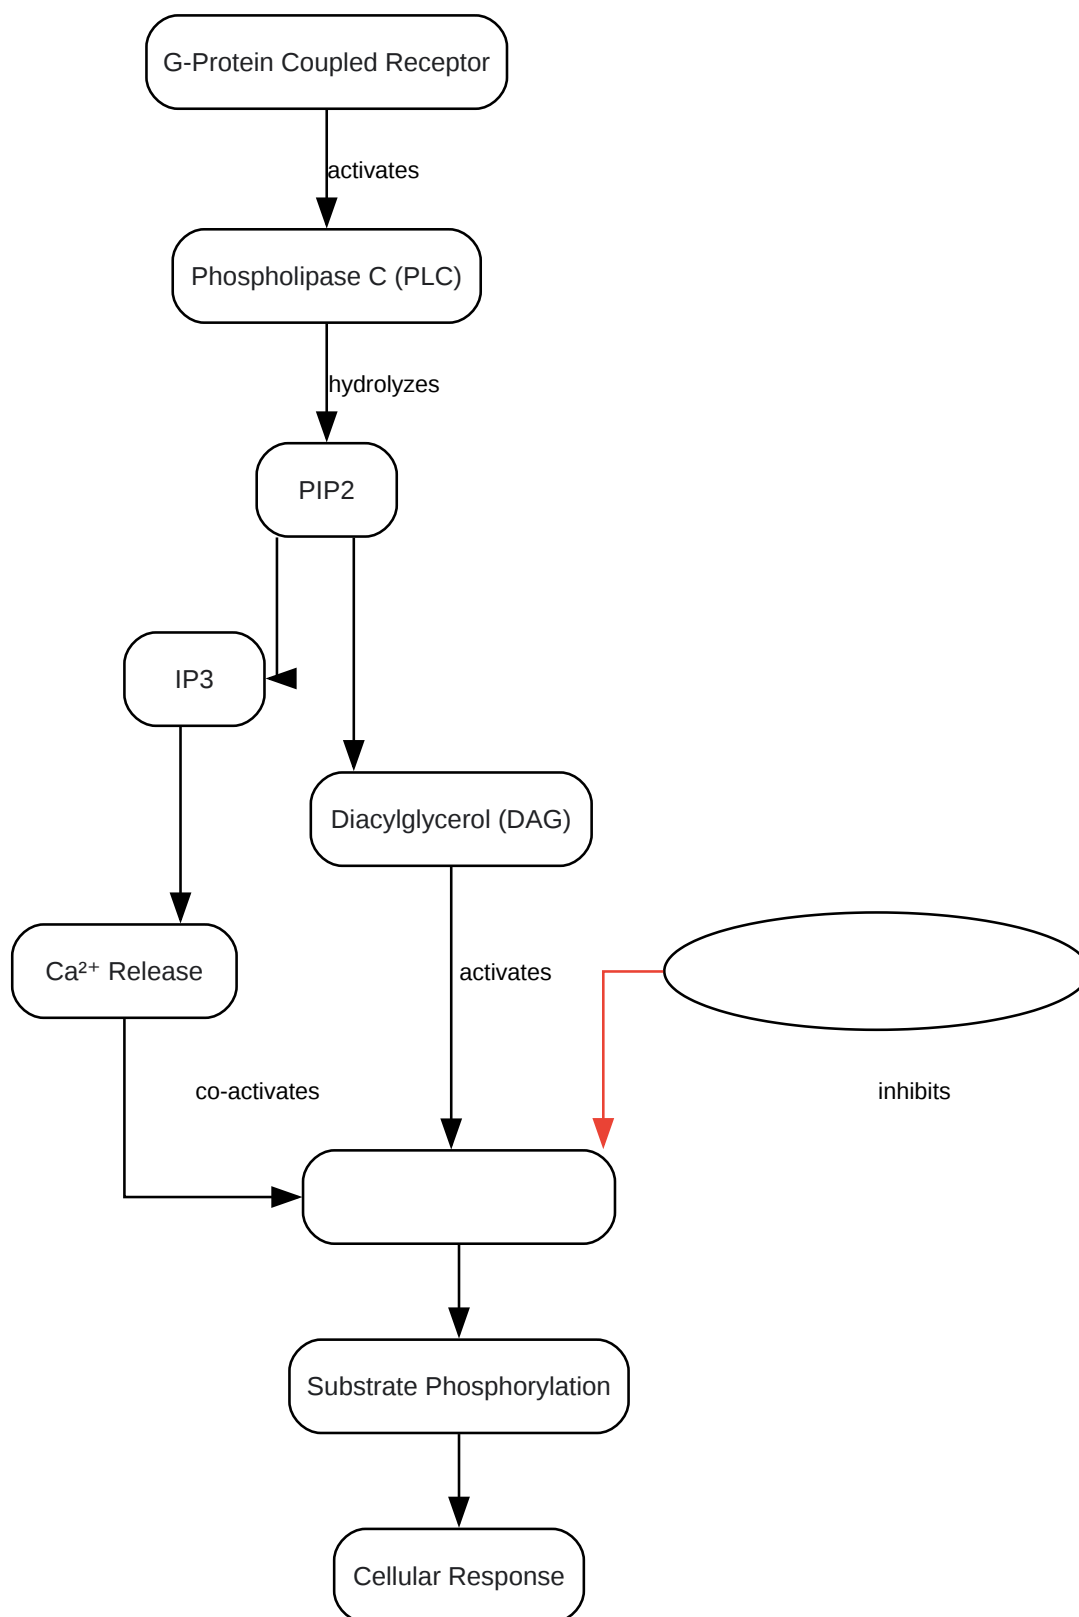 G-Protein Coupled Receptor
activates
Phospholipase C (PLC)
hydrolyzes
PIP2
IP3
Diacylglycerol (DAG)
Ca²⁺ Release
activates
co-activates
inhibits
Substrate Phosphorylation
Cellular Response